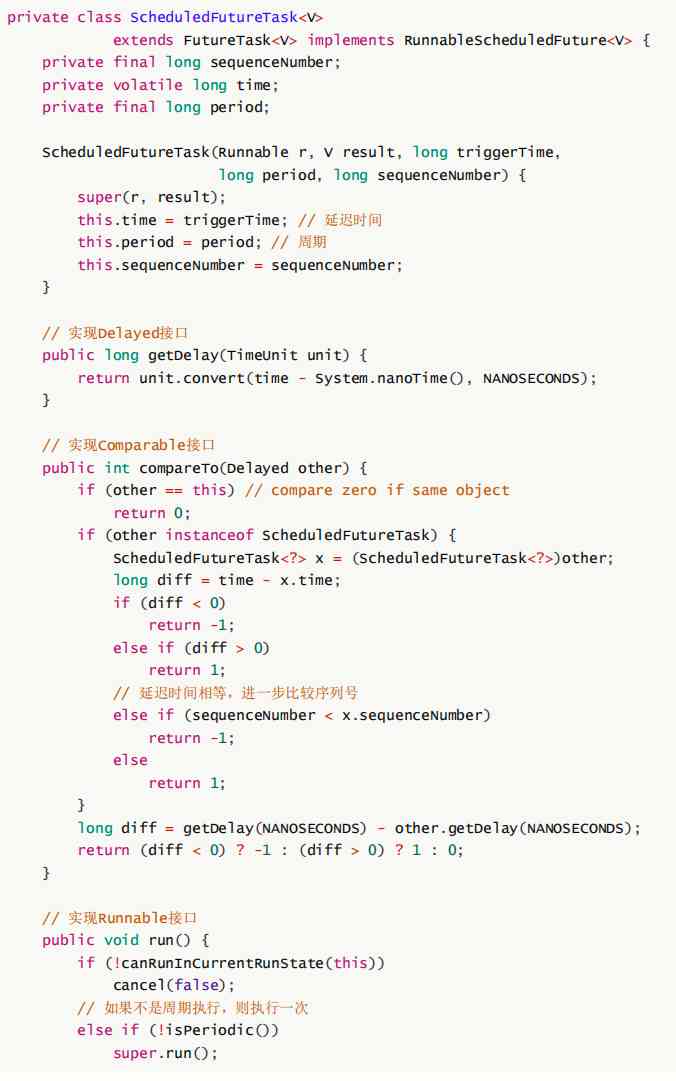 private class ScheduledFutureTask<V>
            extends FutureTask<V> implements RunnableScheduledFuture<V> {
    private final long sequenceNumber;
    private volatile long time;
    private final long period;

    ScheduledFutureTask(Runnable r, V result, long triggerTime,
                        long period, long sequenceNumber) {
        super(r, result);
        this.time = triggerTime; // 延迟时间
        this.period = period; // 周期
        this.sequenceNumber = sequenceNumber;
    }

    // 实现Delayed接口
    public long getDelay(TimeUnit unit) {
        return unit.convert(time - System.nanoTime(), NANOSECONDS);
    }

    // 实现Comparable接口
    public int compareTo(Delayed other) {
        if (other == this) // compare zero if same object
            return 0;
        if (other instanceof ScheduledFutureTask) {
            ScheduledFutureTask<?> x = (ScheduledFutureTask<?>)other;
            long diff = time - x.time;
            if (diff < 0)
                return -1;
            else if (diff > 0)
                return 1;
            // 延迟时间相等，进一步比较序列号
            else if (sequenceNumber < x.sequenceNumber)
                return -1;
            else
                return 1;
        }
        long diff = getDelay(NANOSECONDS) - other.getDelay(NANOSECONDS);
        return (diff < 0) ? -1 : (diff > 0) ? 1 : 0;
    }

    // 实现Runnable接口
    public void run() {
        if (!canRunInCurrentRunState(this))
            cancel(false);
        // 如果不是周期执行，则执行一次
        else if (!isPeriodic())
            super.run();